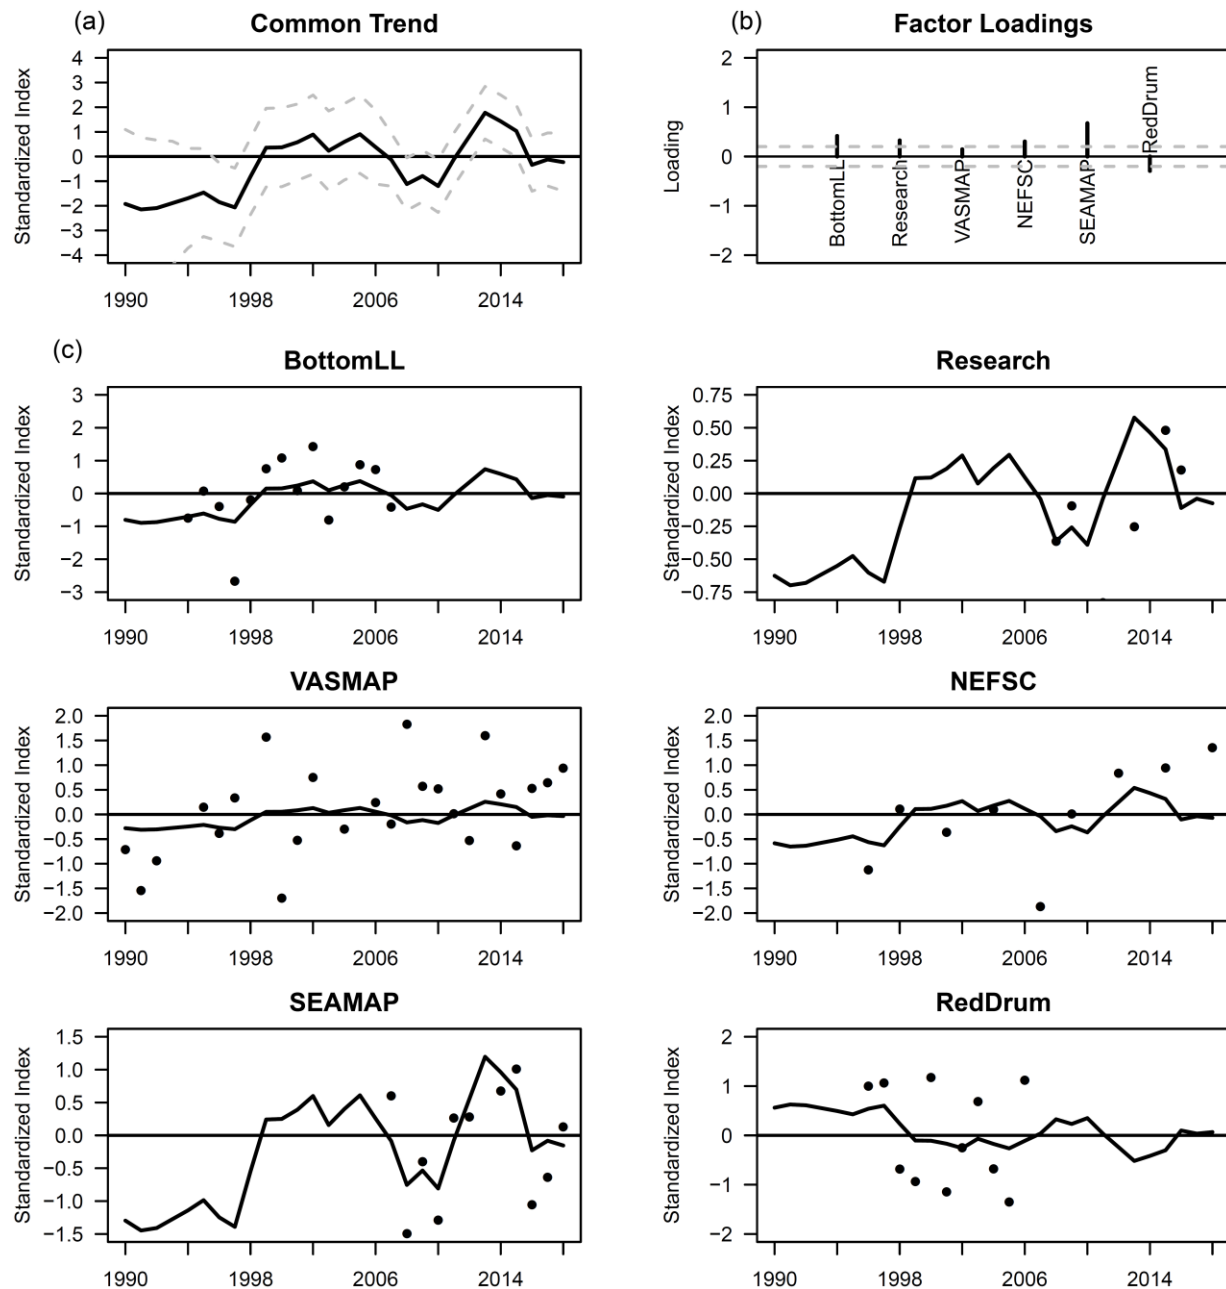 (a)
Common Trend
Standardized Index
4
3
2
1
0
−1
−2
−3
−4
1990 1998 2006 2014
(b)
Factor Loadings
Loading
2
1
0
−1
−2
BottomLL
Research
VASMAP
NEFSC
SEAMAP
RedDrum
(c)
BottomLL
Standardized Index
3
2
1
0
−1
−2
−3
1990 1998 2006 2014
Research
Standardized Index
0.75
0.50
0.25
0.00
−0.25
−0.50
−0.75
1990 1998 2006 2014
VASMAP
Standardized Index
2.0
1.5
1.0
0.5
0.0
−0.5
−1.0
−1.5
−2.0
1990 1998 2006 2014
NEFSC
Standardized Index
2.0
1.5
1.0
0.5
0.0
−0.5
−1.0
−1.5
−2.0
1990 1998 2006 2014
SEAMAP
Standardized Index
1.5
1.0
0.5
0.0
−0.5
−1.0
−1.5
1990 1998 2006 2014
RedDrum
Standardized Index
2
1
0
−1
−2
1990 1998 2006 2014